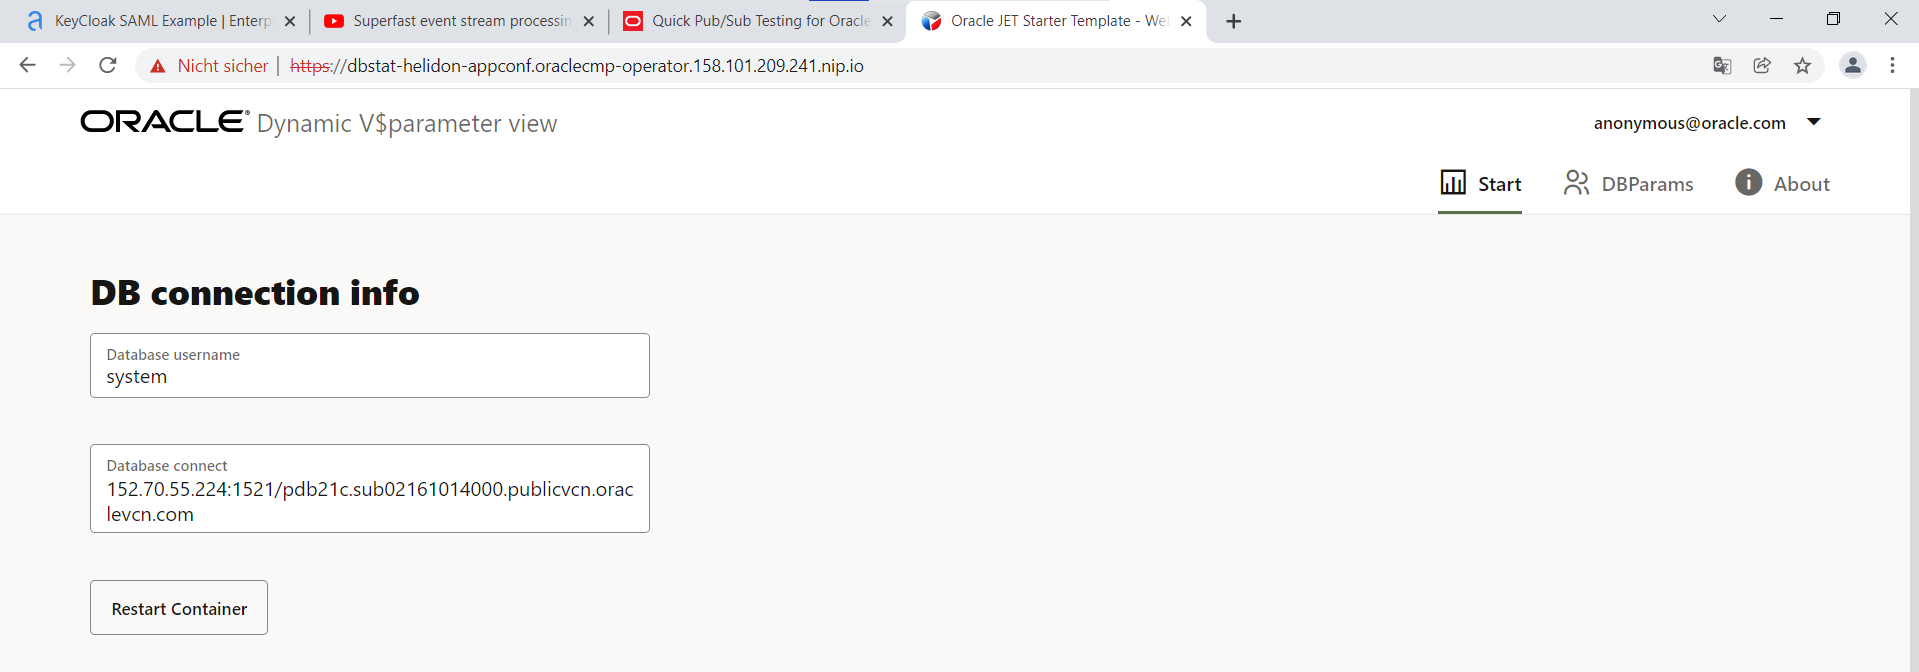 KeyCloak SAML Example | Enterp
Superfast event stream processin
Quick Pub/Sub Testing for Oracle
Oracle JET Starter Template - Wel
Nicht sicher | https://dbstat-helidon-appconf.oraclecmp-operator.158.101.209.241.nip.io
ORACLE® Dynamic V$parameter view
anonymous@oracle.com
Start
DBParams
About
DB connection info
Database username
system
Database connect
152.70.55.224:1521/pdb21c.sub02161014000.publicvcn.orac
levcn.com
Restart Container